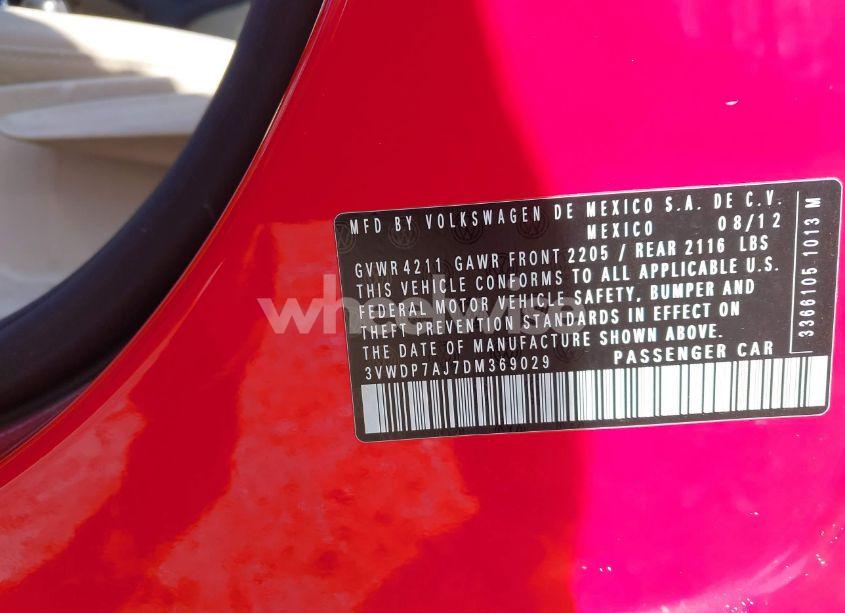 MFD BY VOLKSWAGEN DE MEXICO S.A. DE C.V.
MEXICO 08/12
GVWR 4211 GAWR FRONT 2205 / REAR 2116 LBS
THIS VEHICLE CONFORMS TO ALL APPLICABLE U.S.
FEDERAL MOTOR VEHICLE SAFETY, BUMPER AND
THEFT PREVENTION STANDARDS IN EFFECT ON
THE DATE OF MANUFACTURE SHOWN ABOVE.
3VWDP7AJ7DM369029 PASSENGER CAR
3366105 1013 M
wheelwise